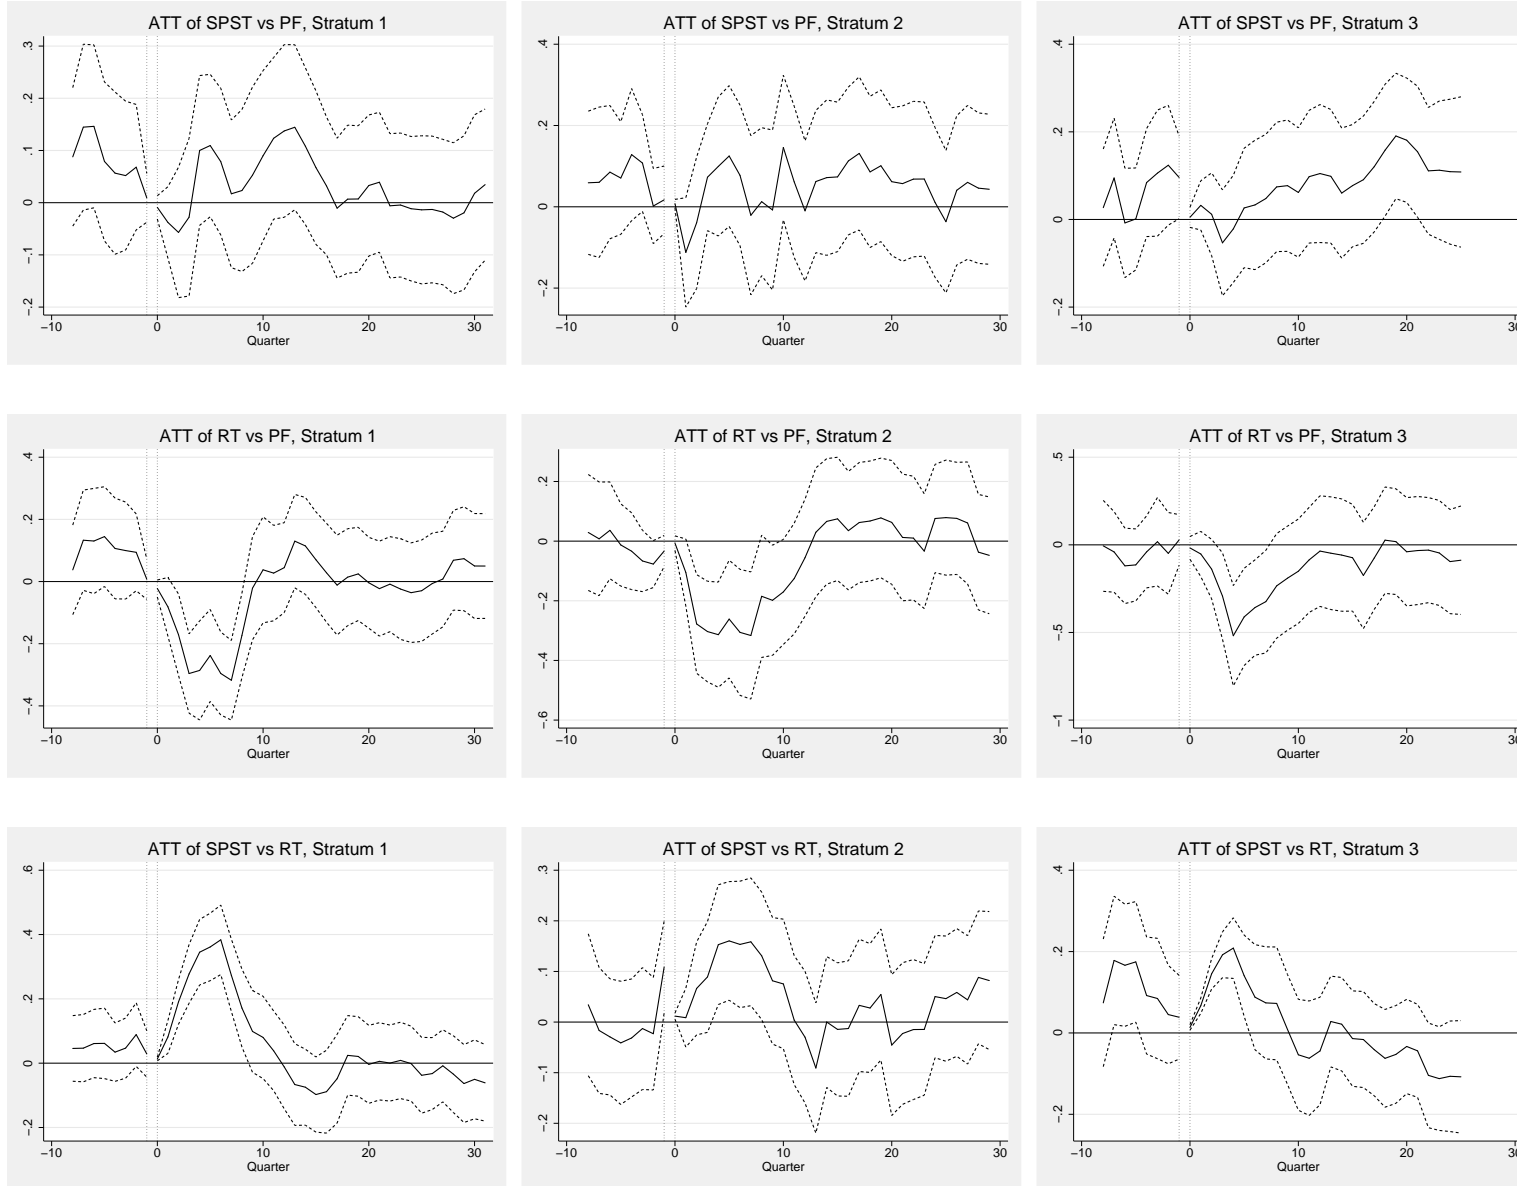 ATT of SPST vs PF, Stratum 1
.3
.2
.1
0
−.1
−.2
−10 0 10 20 30
Quarter
ATT of SPST vs PF, Stratum 2
.4
.2
0
−.2
−10 0 10 20 30
Quarter
ATT of SPST vs PF, Stratum 3
.4
.2
0
−.2
−10 0 10 20 30
Quarter
ATT of RT vs PF, Stratum 1
.4
.2
0
−.2
−.4
−10 0 10 20 30
Quarter
ATT of RT vs PF, Stratum 2
.2
0
−.2
−.4
−.6
−10 0 10 20 30
Quarter
ATT of RT vs PF, Stratum 3
.5
0
−.5
−1
−10 0 10 20 30
Quarter
ATT of SPST vs RT, Stratum 1
.6
.4
.2
0
−.2
−10 0 10 20 30
Quarter
ATT of SPST vs RT, Stratum 2
.3
.2
.1
0
−.1
−.2
−10 0 10 20 30
Quarter
ATT of SPST vs RT, Stratum 3
.4
.2
0
−.2
−10 0 10 20 30
Quarter